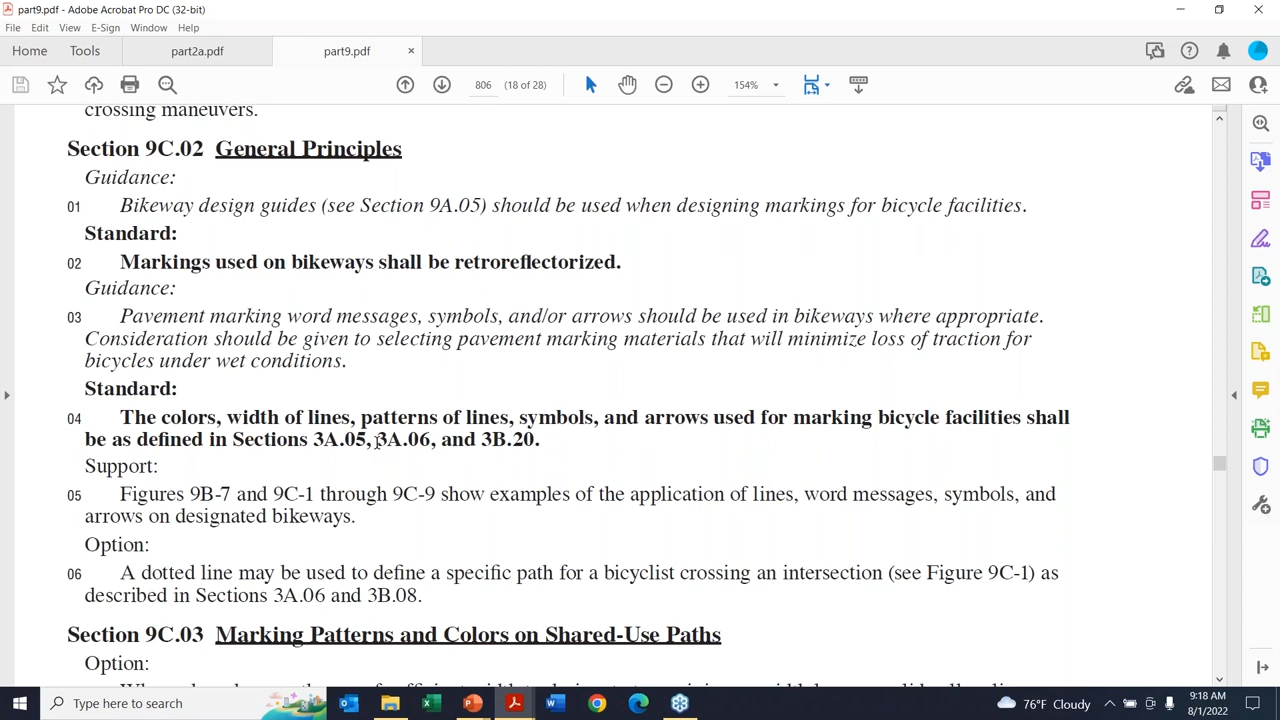 part9.pdf - Adobe Acrobat Pro DC (32-bit)
File Edit View E-Sign Window Help
Home Tools part2a.pdf part9.pdf ×
806 (18 of 28) 154%
crossing maneuvers.
Section 9C.02 General Principles
Guidance:
01 Bikeway design guides (see Section 9A.05) should be used when designing markings for bicycle facilities.
Standard:
02 Markings used on bikeways shall be retroreflectorized.
Guidance:
03 Pavement marking word messages, symbols, and/or arrows should be used in bikeways where appropriate.
Consideration should be given to selecting pavement marking materials that will minimize loss of traction for
bicycles under wet conditions.
Standard:
04 The colors, width of lines, patterns of lines, symbols, and arrows used for marking bicycle facilities shall
be as defined in Sections 3A.05, 3A.06, and 3B.20.
Support:
05 Figures 9B-7 and 9C-1 through 9C-9 show examples of the application of lines, word messages, symbols, and
arrows on designated bikeways.
Option:
06 A dotted line may be used to define a specific path for a bicyclist crossing an intersection (see Figure 9C-1) as
described in Sections 3A.06 and 3B.08.
Section 9C.03 Marking Patterns and Colors on Shared-Use Paths
Option:
Type here to search
76°F Cloudy
9:18 AM
8/1/2022